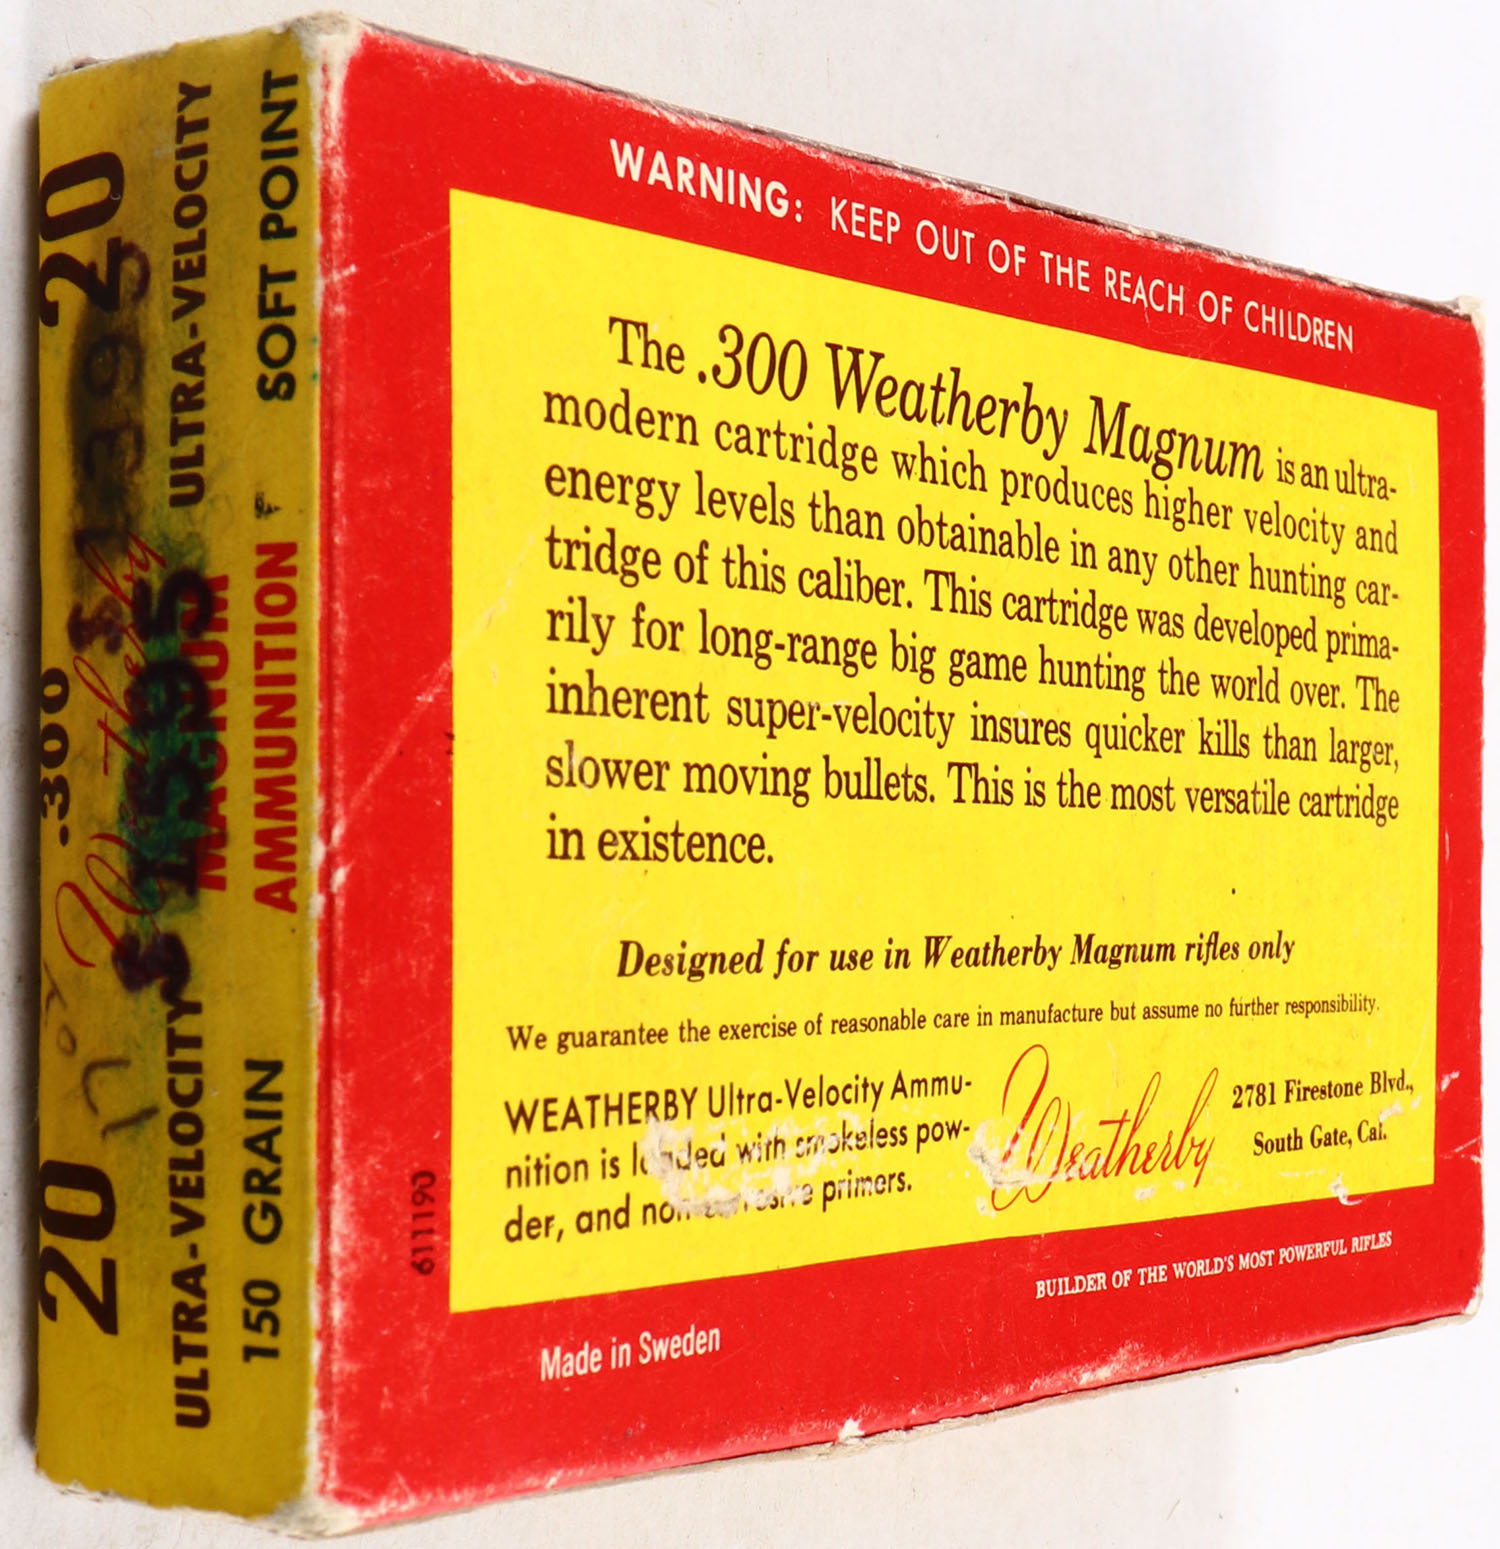 WARNING: KEEP OUT OF THE REACH OF CHILDREN
The .300 Weatherby Magnum is an ultra-
modern cartridge which produces higher velocity and
energy levels than obtainable in any other hunting car-
tridge of this caliber. This cartridge was developed prima-
rily for long-range big game hunting the world over. The
inherent super-velocity insures quicker kills than larger,
slower moving bullets. This is the most versatile cartridge
in existence.
Designed for use in Weatherby Magnum rifles only
We guarantee the exercise of reasonable care in manufacture but assume no further responsibility.
WEATHERBY Ultra-Velocity Ammu-
nition is loaded with smokeless pow-
der, and non-corrosive primers.
Weatherby
2781 Firestone Blvd.,
South Gate, Cal.
BUILDER OF THE WORLD'S MOST POWERFUL RIFLES
Made in Sweden
611190
20 .300 20
Weatherby
ULTRA-VELOCITY MAGNUM ULTRA-VELOCITY
150 GRAIN AMMUNITION SOFT POINT